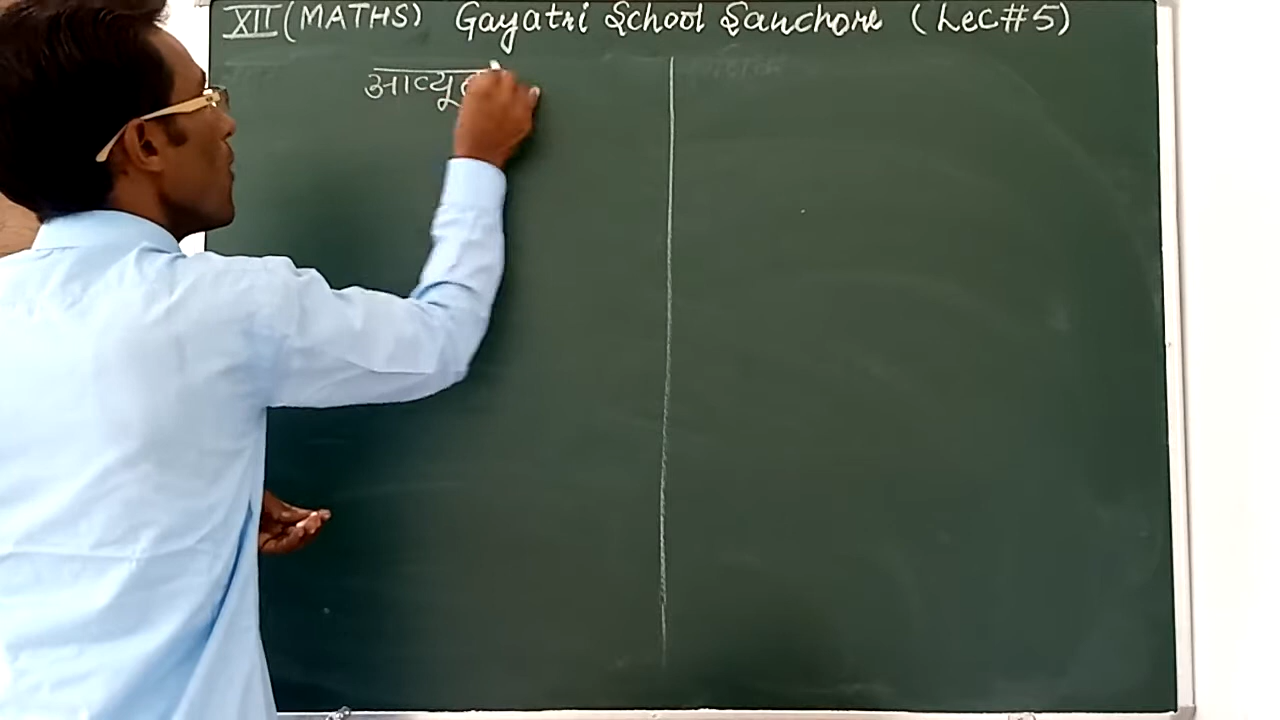 XII (MATHS) Gayatri School Sanchore (Lec#5)
आव्यू